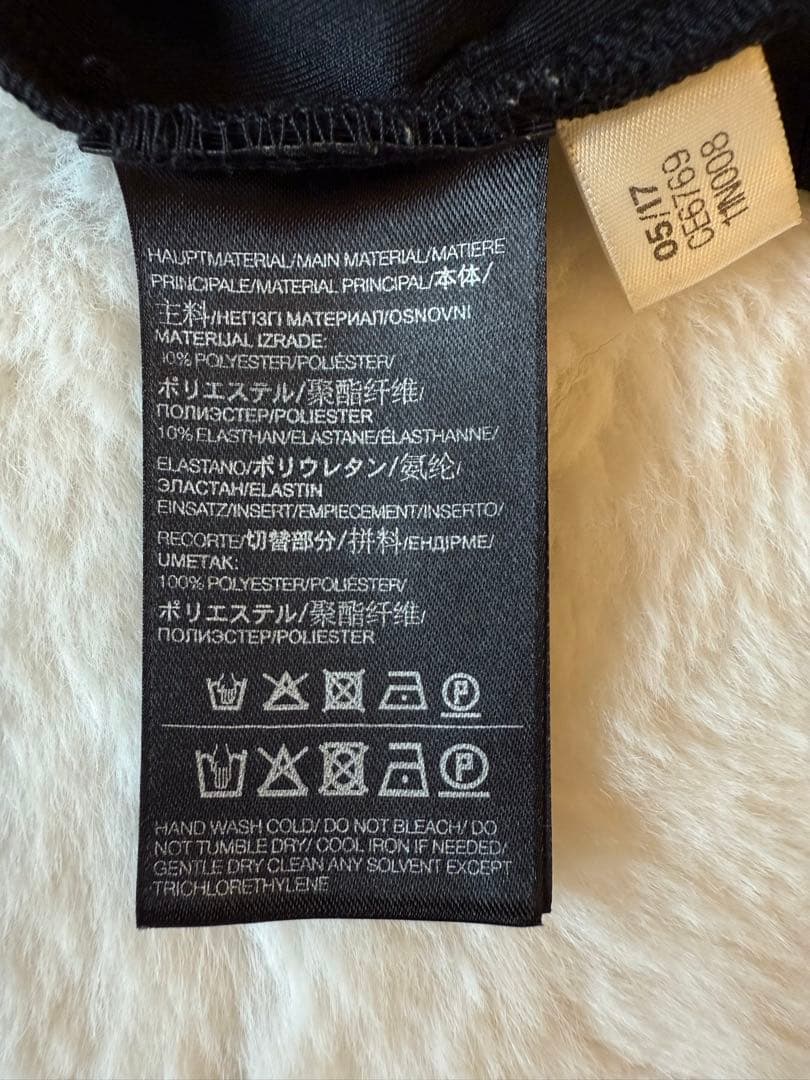 HAUPTMATERIAL/MAIN MATERIAL/MATIERE
PRINCIPALE/MATERIAL PRINCIPAL/本体/
主料/НЕГІЗГІ МАТЕРИАЛ/OSNOVNI
MATERIJAL IZRADE:
POLYESTER/POLIÉSTER/
ポリエステル/聚酯纤维/
ПОЛИЭСТЕР/POLIESTER
10% ELASTHAN/ELASTANE/ÉLASTHANNE/
ELASTANO/ポリウレタン/氨纶/
ЭЛАСТАН/ELASTIN
EINSATZ/INSERT/EMPIECEMENT/INSERTO/
RECORTE/切替部分/拼料/ЕНДІРМЕ/
UMETAK:
100% POLYESTER/POLIÉSTER/
ポリエステル/聚酯纤维/
ПОЛИЭСТЕР/POLIESTER
HAND WASH COLD/ DO NOT BLEACH/ DO
NOT TUMBLE DRY/ COOL IRON IF NEEDED/
GENTLE DRY CLEAN ANY SOLVENT EXCEPT
TRICHLORETHYLENE
05/17
CE6769
11N008